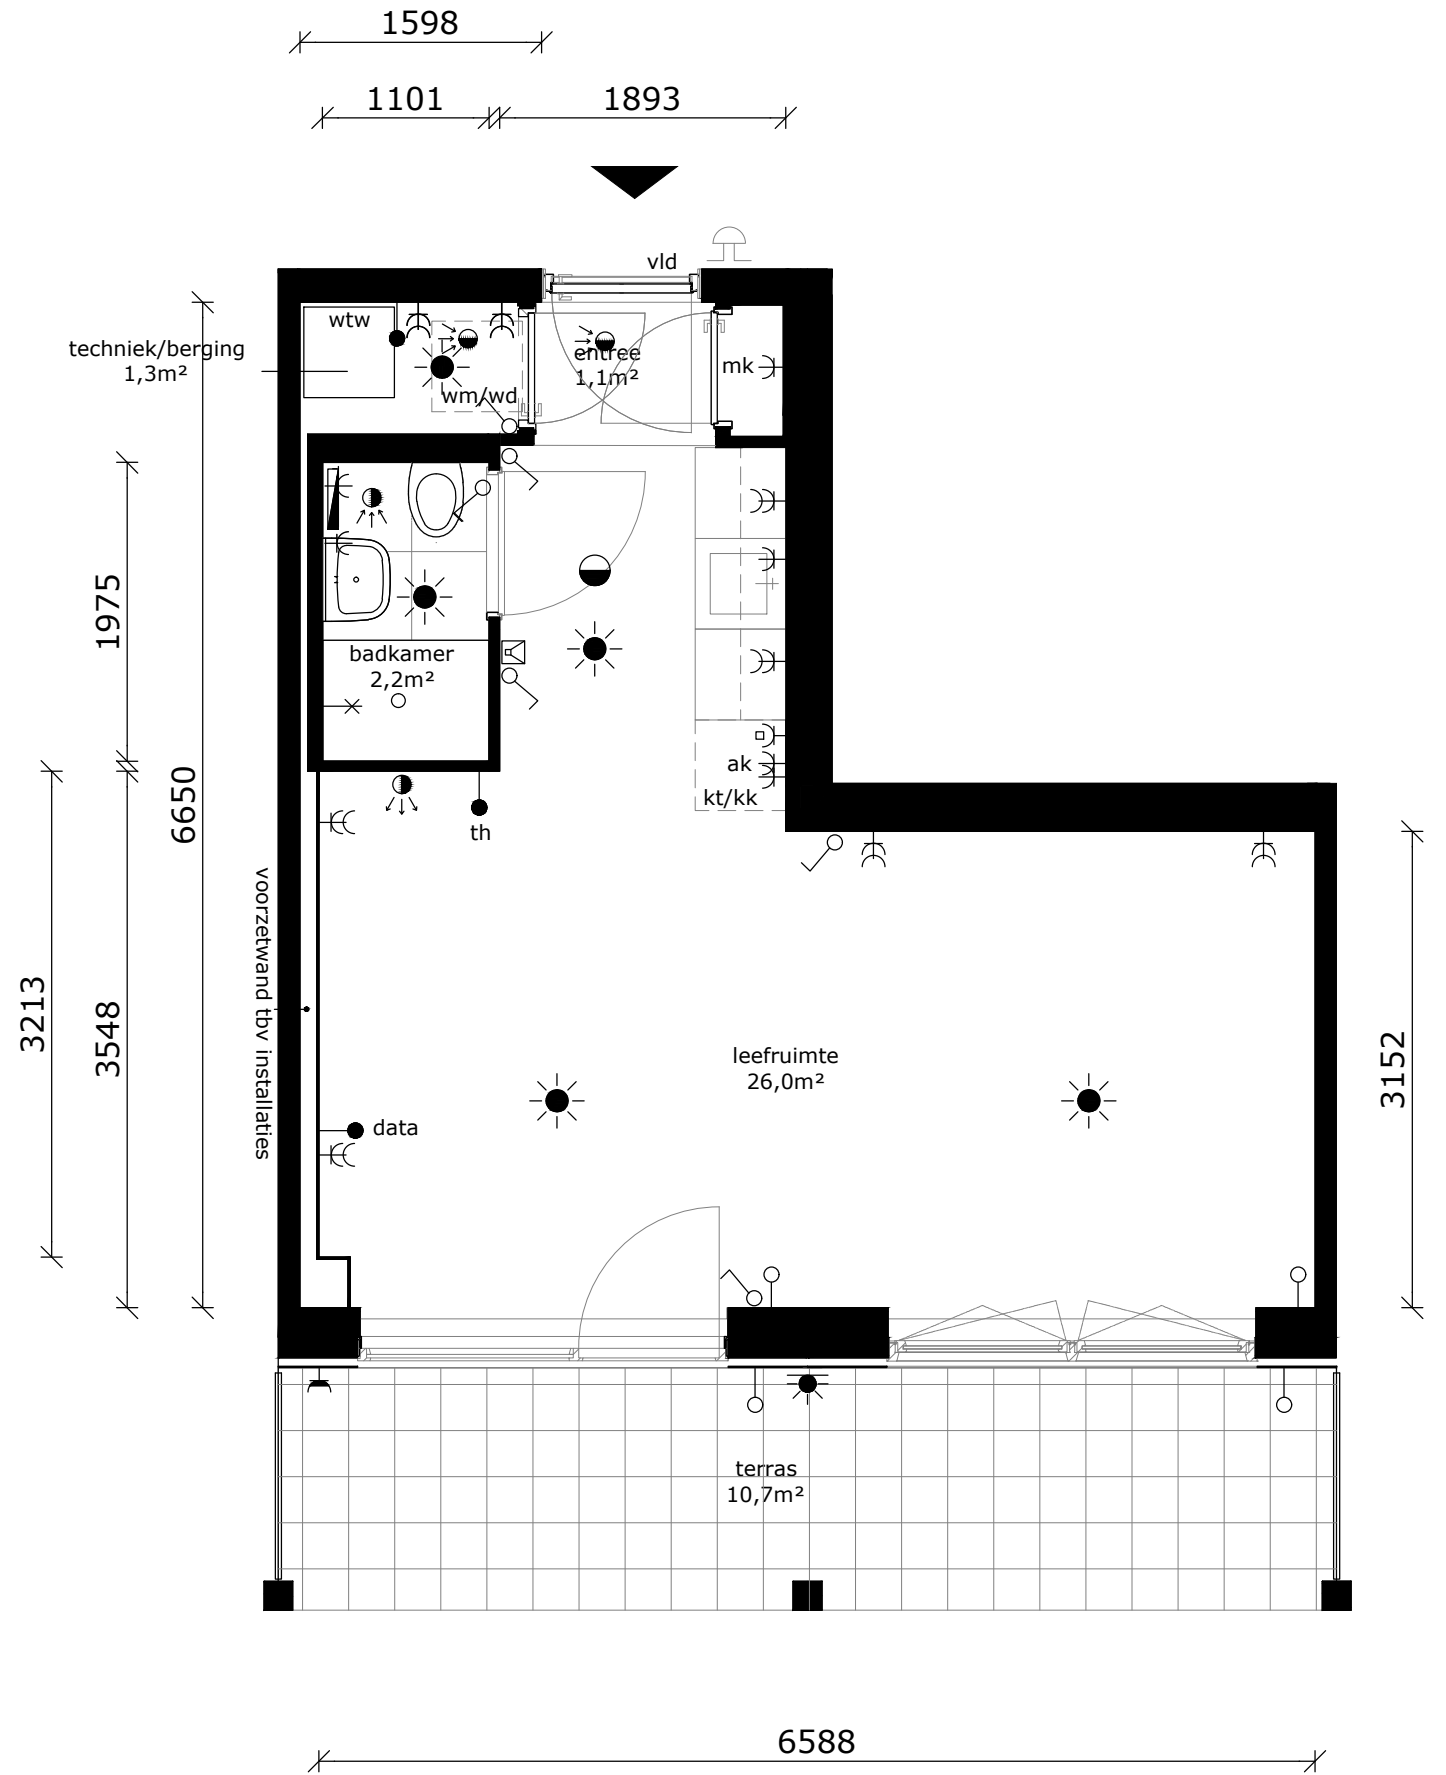 1598
1101
1893
vld
wtw
techniek/berging
1,3m²
entree
1,1m²
mk
wm/wd
1975
badkamer
2,2m²
6650
ak
kt/kk
th
voorzetwand tbv installaties
3213
3548
3152
leefruimte
26,0m²
data
terras
10,7m²
6588